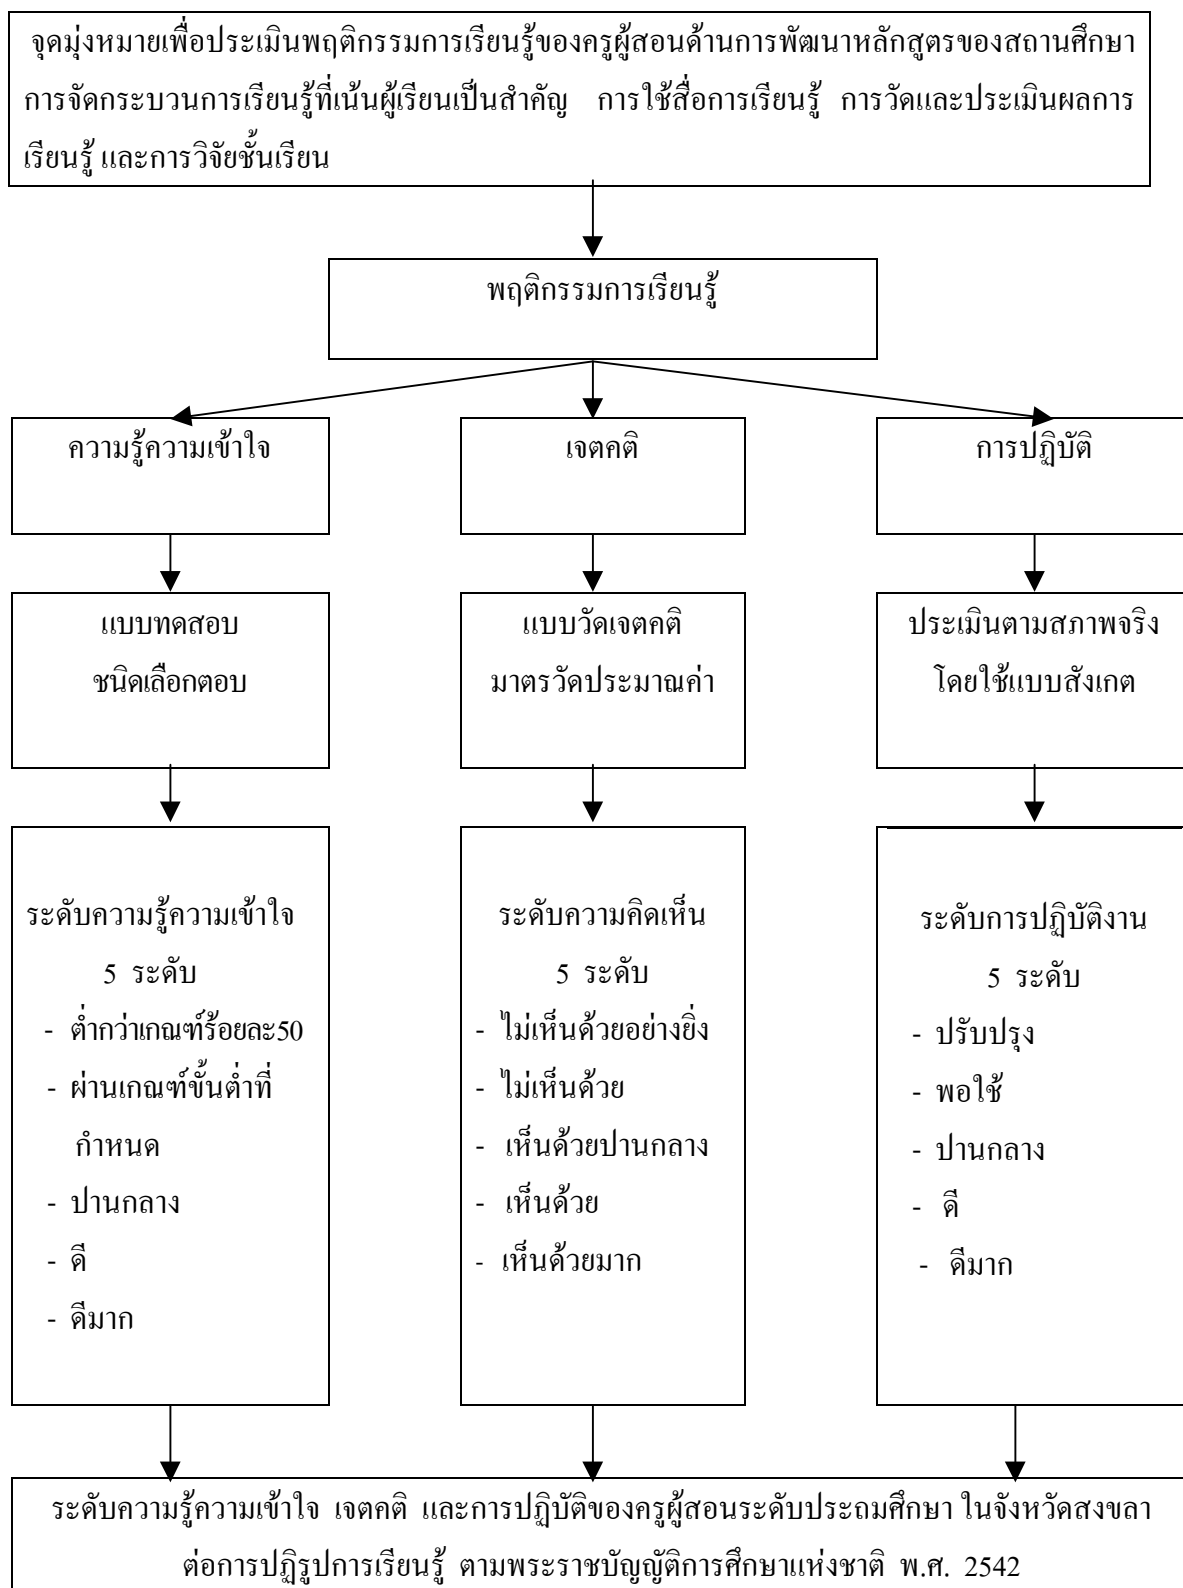 จุดมุ่งหมายเพื่อประเมินพฤติกรรมการเรียนรู้ของครูผู้สอนด้านการพัฒนาหลักสูตรของสถานศึกษา
การจัดกระบวนการเรียนรู้ที่เน้นผู้เรียนเป็นสำคัญ การใช้สื่อการเรียนรู้ การวัดและประเมินผลการ
เรียนรู้ และการวิจัยชั้นเรียน
พฤติกรรมการเรียนรู้
ความรู้ความเข้าใจ
เจตคติ
การปฏิบัติ
แบบทดสอบ
ชนิดเลือกตอบ
แบบวัดเจตคติ
มาตรวัดประมาณค่า
ประเมินตามสภาพจริง
โดยใช้แบบสังเกต
ระดับความรู้ความเข้าใจ
5 ระดับ
- ต่ำกว่าเกณฑ์ร้อยละ50
- ผ่านเกณฑ์ขั้นต่ำที่
กำหนด
- ปานกลาง
- ดี
- ดีมาก
ระดับความคิดเห็น
5 ระดับ
- ไม่เห็นด้วยอย่างยิ่ง
- ไม่เห็นด้วย
- เห็นด้วยปานกลาง
- เห็นด้วย
- เห็นด้วยมาก
ระดับการปฏิบัติงาน
5 ระดับ
- ปรับปรุง
- พอใช้
- ปานกลาง
- ดี
- ดีมาก
ระดับความรู้ความเข้าใจ เจตคติ และการปฏิบัติของครูผู้สอนระดับประถมศึกษา ในจังหวัดสงขลา
ต่อการปฏิรูปการเรียนรู้ ตามพระราชบัญญัติการศึกษาแห่งชาติ พ.ศ. 2542